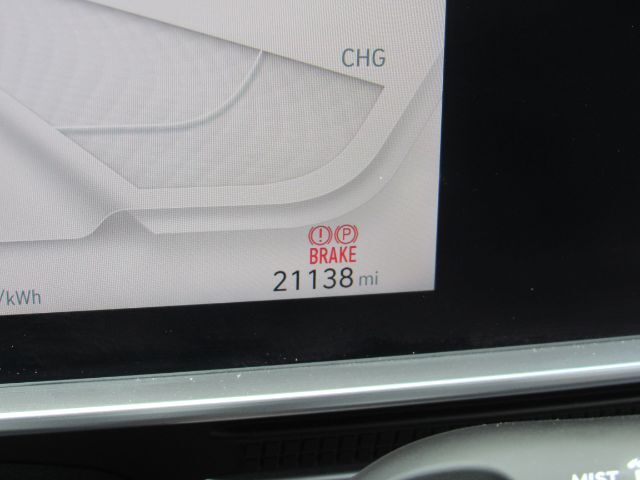 CHG
(!) (P)
BRAKE
21138 mi
/kWh
MIST